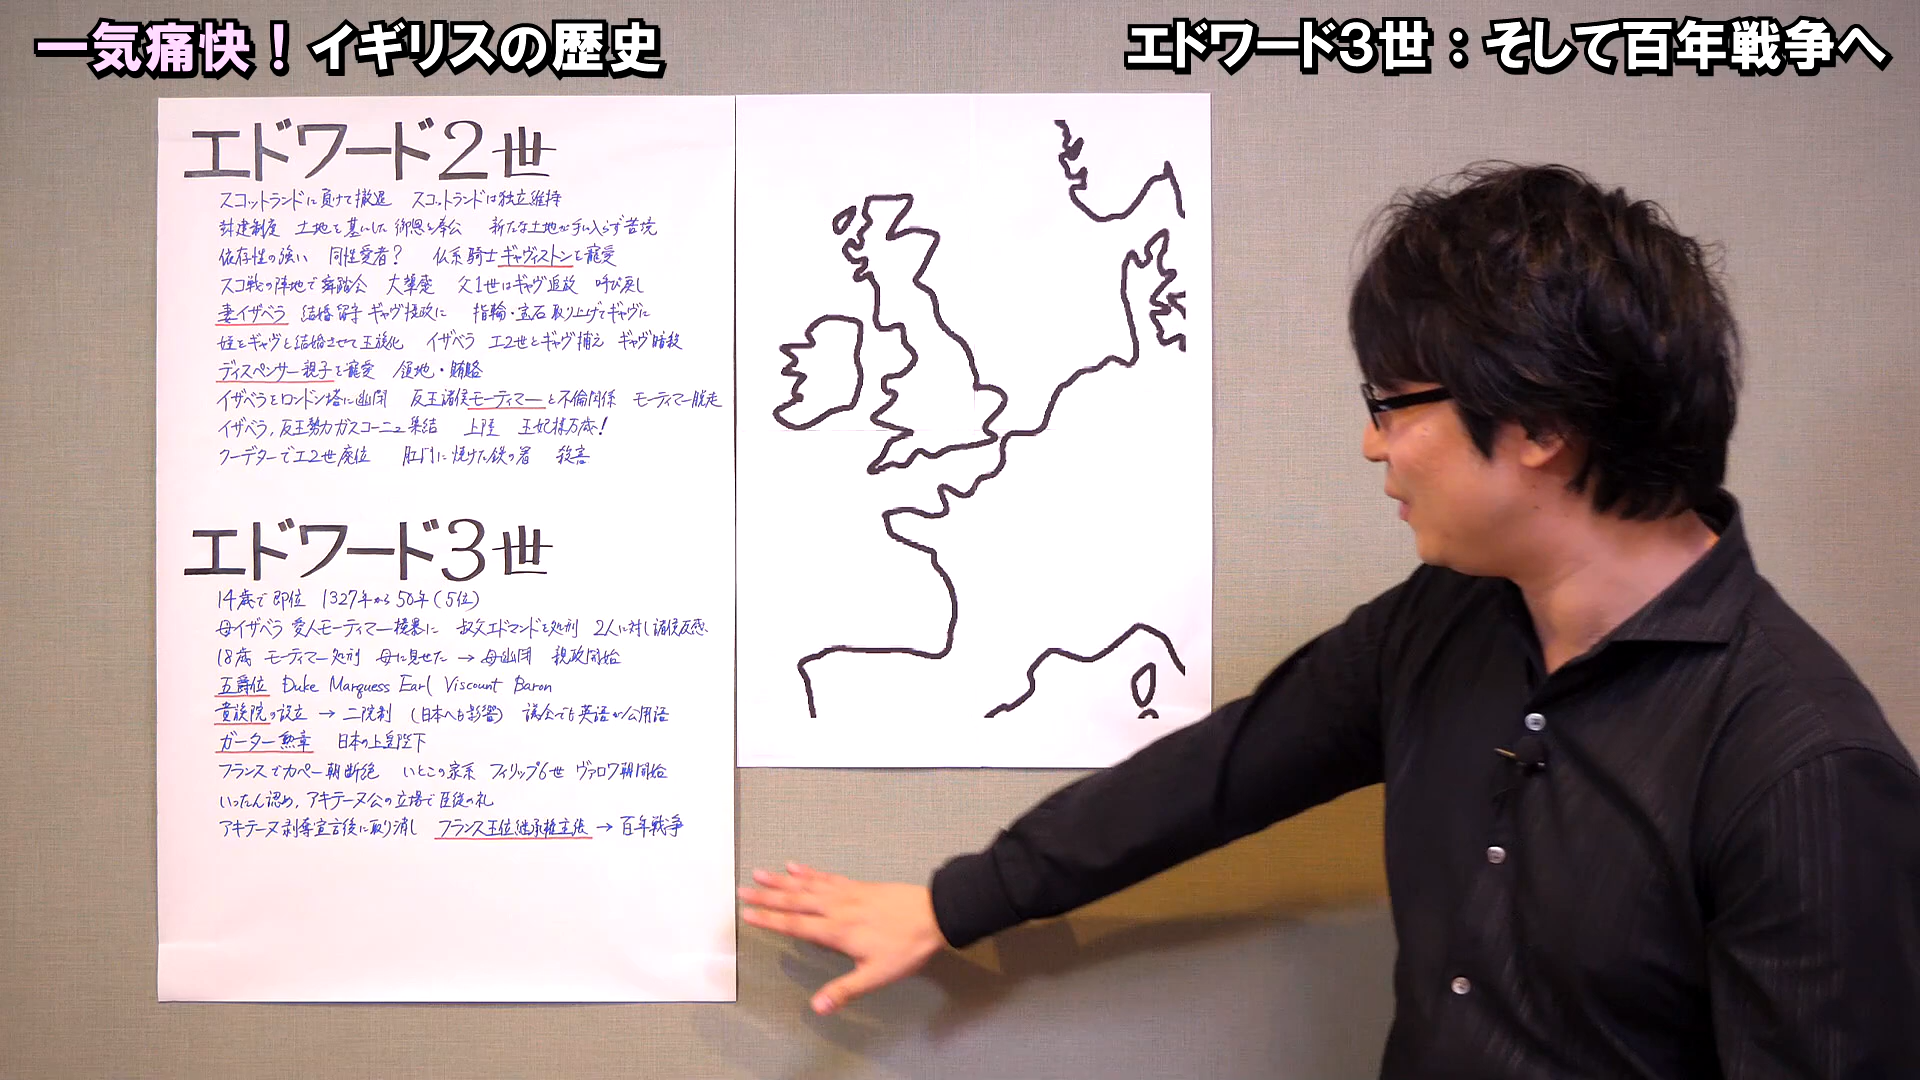 一気痛快！イギリスの歴史
エドワード3世：そして百年戦争へ
エドワード2世
スコットランドに負けて撤退 スコットランドは独立維持
封建制度 土地を基にした御恩と奉公 新たな土地が手に入らず苦境
依存性の強い 同性愛者？ 仏系騎士ギャヴィストンを寵愛
スコ戦の陣地で舞踏会 大顰蹙 父1世はギャヴ追放 呼び戻し
妻イザベラ 結婚留守ギャヴ摂政に 指輪・宝石取り上げてギャヴに
姪をギャヴと結婚させて王族化 イザベラ エ2世とギャヴ捕え ギャヴ暗殺
ディスペンサー親子を寵愛 領地・賄賂
イザベラをロンドン塔に幽閉 反王諸侯モーティマーと不倫関係 モーティマー脱走
イザベラ，反王勢力ガスコーニュ集結 上陸 王妃様万歳！
クーデターでエ2世廃位 肛門に焼けた鉄の箸 殺害
エドワード3世
14歳で即位 1327年から50年（5位）
母イザベラ 愛人モーティマー横暴に 叔父エドマンドを処刑 2人に対し諸侯反感
18歳 モーティマー処刑 母に見せた → 母幽閉 親政開始
五爵位 Duke Marquess Earl Viscount Baron
貴族院の設立 → 二院制 （日本へも影響） 議会でも英語が公用語
ガーター勲章 日本の上皇陛下
フランスでカペー朝断絶 いとこの家系 フィリップ6世 ヴァロワ朝開始
いったん認め，アキテーヌ公の立場で臣従の礼
アキテーヌ剥奪宣言後に取り消し フランス王位継承権主張 → 百年戦争